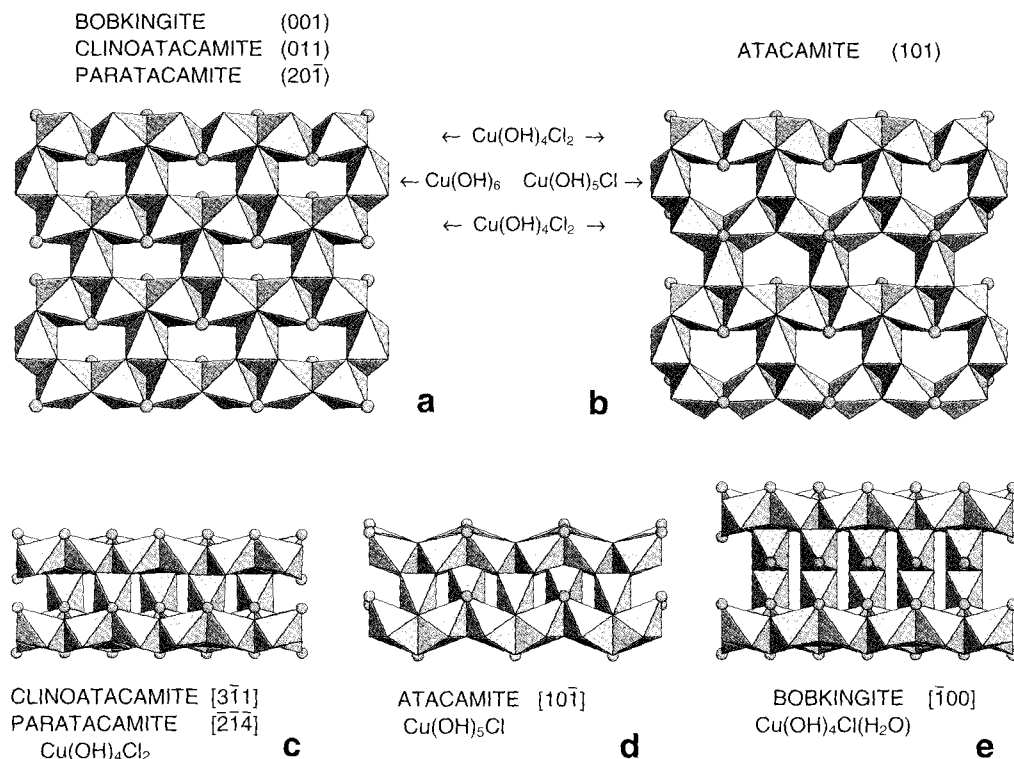 BOBKINGITE (001)
CLINOATACAMITE (011)
PARATACAMITE (201̄)
ATACAMITE (101)
← Cu(OH)₄Cl₂ →
← Cu(OH)₆ Cu(OH)₅Cl →
← Cu(OH)₄Cl₂ →
a
b
CLINOATACAMITE [31̄1]
PARATACAMITE [2̄1̄4̄]
Cu(OH)₄Cl₂
c
ATACAMITE [101̄]
Cu(OH)₅Cl
d
BOBKINGITE [1̄00]
Cu(OH)₄Cl(H₂O)
e